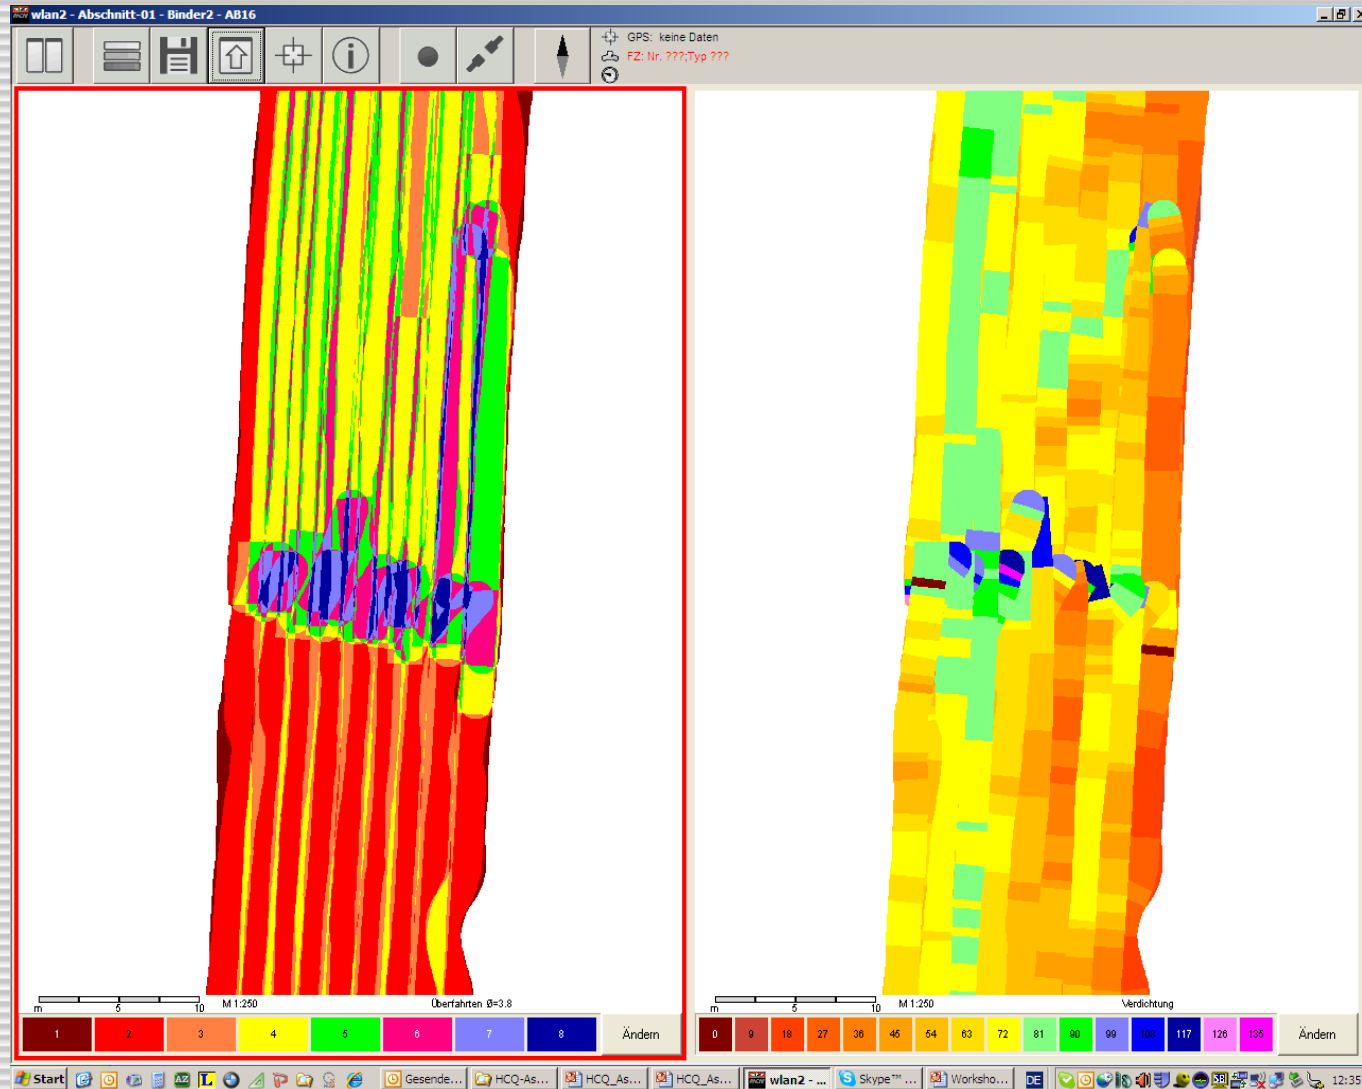 wlan2 - Abschnitt-01 - Binder2 - AB16
GPS: keine Daten
FZ: Nr. ???;Typ ???
m 5 10 M 1:250 Überfahrten Ø=3.8
1 2 3 4 5 6 7 8 Ändern
m 5 10 M 1:250 Verdichtung
0 9 18 27 36 45 54 63 72 81 90 99 108 117 126 135 Ändern
Start AZ L Gesende... HCQ-As... HCQ_As... HCQ_As... wlan2 - ... Skype™ ... Worksho... DE 12:35